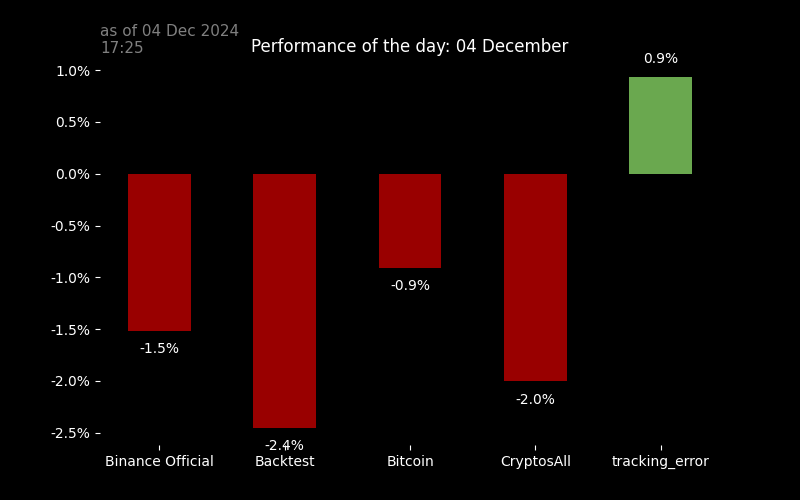 as of 04 Dec 2024
17:25
Performance of the day: 04 December
0.9%
1.0%
0.5%
0.0%
-0.5%
-1.0%
-0.9%
-1.5%
-1.5%
-2.0%
-2.0%
-2.5%
-2.4%
Binance Official
Backtest
Bitcoin
CryptosAll
tracking_error